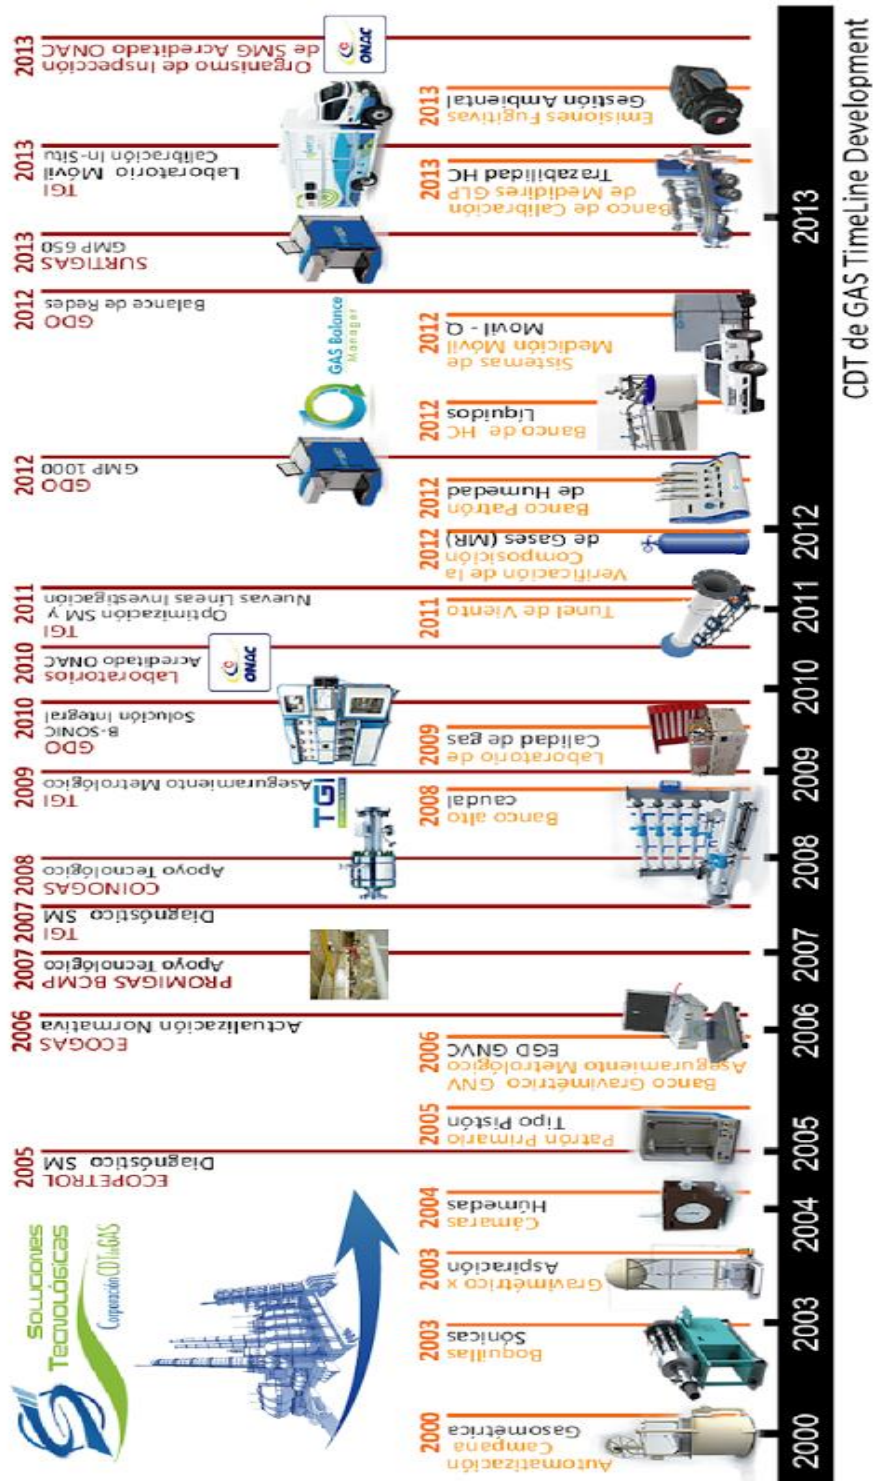 SOLUCIONES
TECNOLÓGICAS
Corporación CDT de GAS
2005
ECOPETROL
Diagnóstico SM
2006
ECOGAS
Actualización Normativa
2007
PROMIGAS BCMP
Apoyo Tecnológico
2007
TGI
Diagnóstico SM
2008
COINOGAS
Apoyo Tecnológico
2009
TGI
Aseguramiento Metrológico
TGI
2010
GDO
B-SONIC
Solución Integral
2010
Laboratorios
Acreditado ONAC
ONAC
2011
TGI
Optimización SM y
Nuevas Líneas Investigación
2012
GDO
GMP 1000
2012
GDO
Balance de Redes
GAS Balance
Manager
2013
SURTIGAS
GMP 650
2013
TGI
Laboratorio Móvil
Calibración In-Situ
2013
Organismo de Inspección
de SMG Acreditado ONAC
ONAC
2000
Automatización
Campana
Gasométrica
2003
Boquillas
Sónicas
2003
Gravimétrico x
Aspiración
2004
Cámaras
Húmedas
2005
Patrón Primario
Tipo Pistón
2006
Banco Gravimétrico GNV
Aseguramiento Metrológico
EGD GNVC
2008
Banco alto
caudal
2009
Laboratorio de
Calidad de gas
2011
Tunel de Viento
2012
Verificación de la
Composición
de Gases (MR)
2012
Banco Patrón
de Humedad
2012
Banco de HC
Líquidos
2012
Sistemas de
Medición Móvil
Movil - Q
2013
Banco de Calibración
de Medidires GLP
Trazabilidad HC
2013
Emisiones Fugitivas
Gestión Ambiental
2000
2003
2004
2005
2006
2007
2008
2009
2010
2011
2012
2013
CDT de GAS TimeLine Development